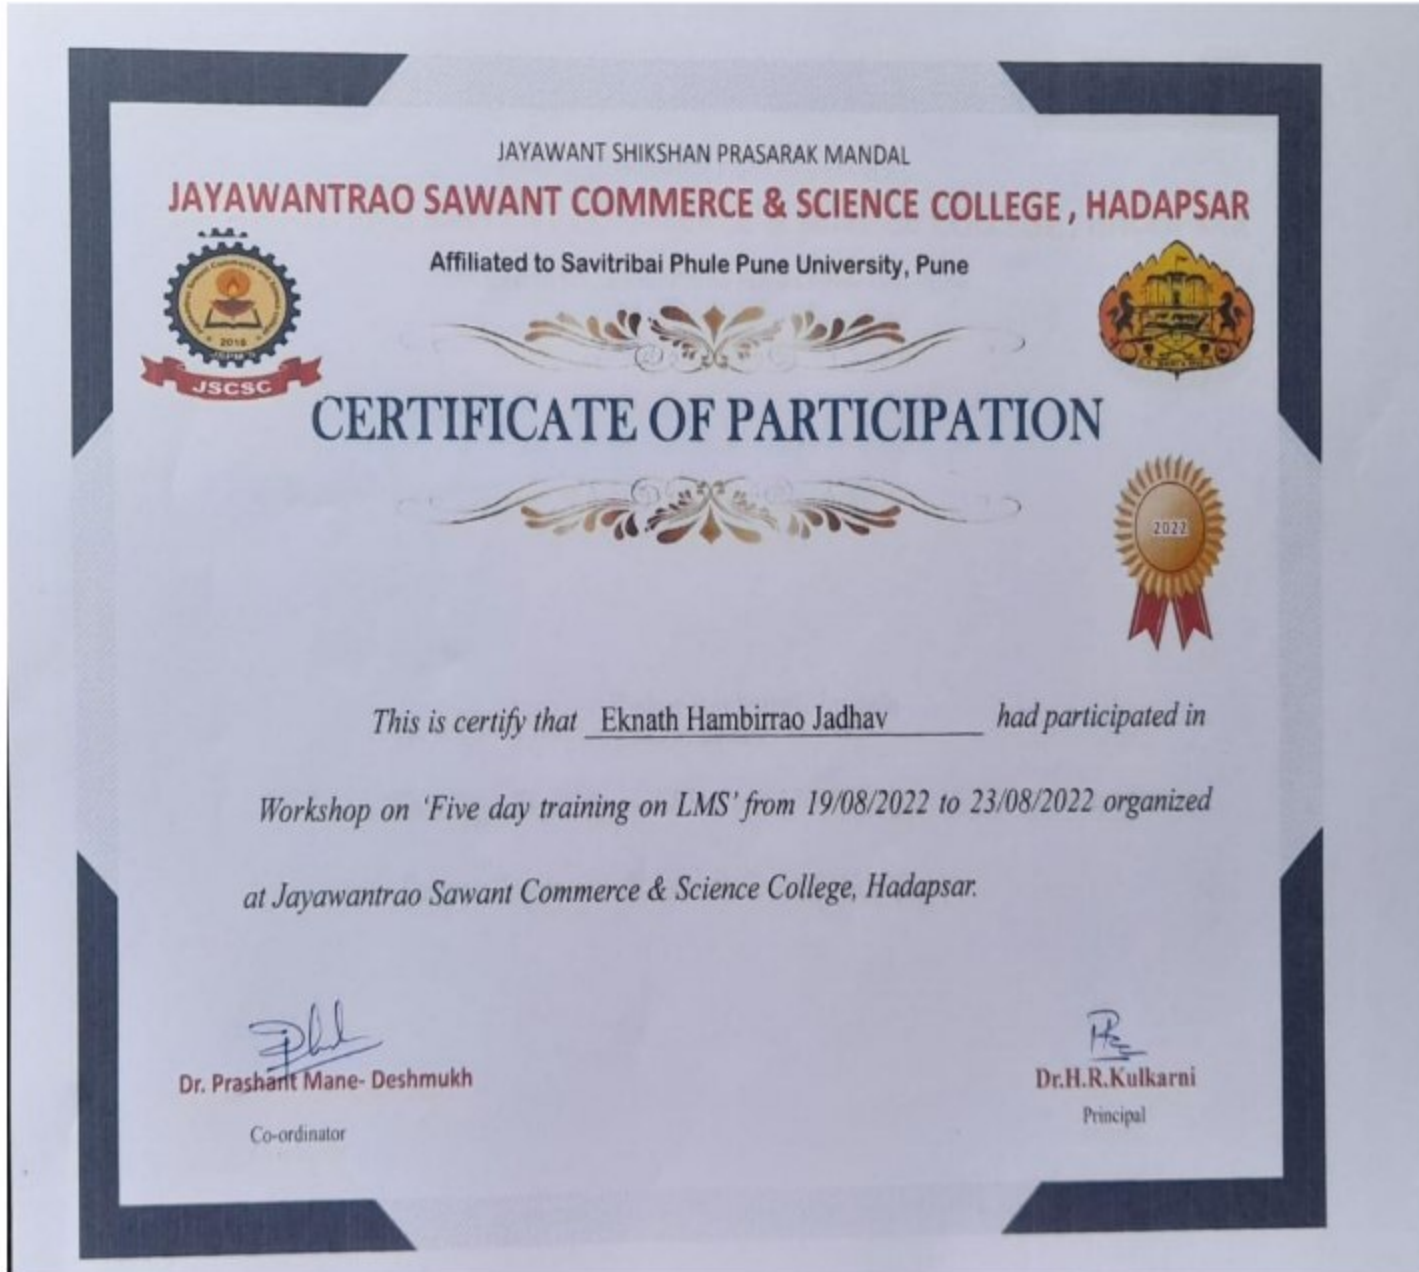 JAYAWANT SHIKSHAN PRASARAK MANDAL
JAYAWANTRAO SAWANT COMMERCE & SCIENCE COLLEGE , HADAPSAR
Affiliated to Savitribai Phule Pune University, Pune
2018
JSPM'S
JSCSC
CERTIFICATE OF PARTICIPATION
2022
This is certify that Eknath Hambirrao Jadhav had participated in
Workshop on ‘Five day training on LMS’ from 19/08/2022 to 23/08/2022 organized
at Jayawantrao Sawant Commerce & Science College, Hadapsar.
Dr. Prashant Mane- Deshmukh
Co-ordinator
Dr.H.R.Kulkarni
Principal